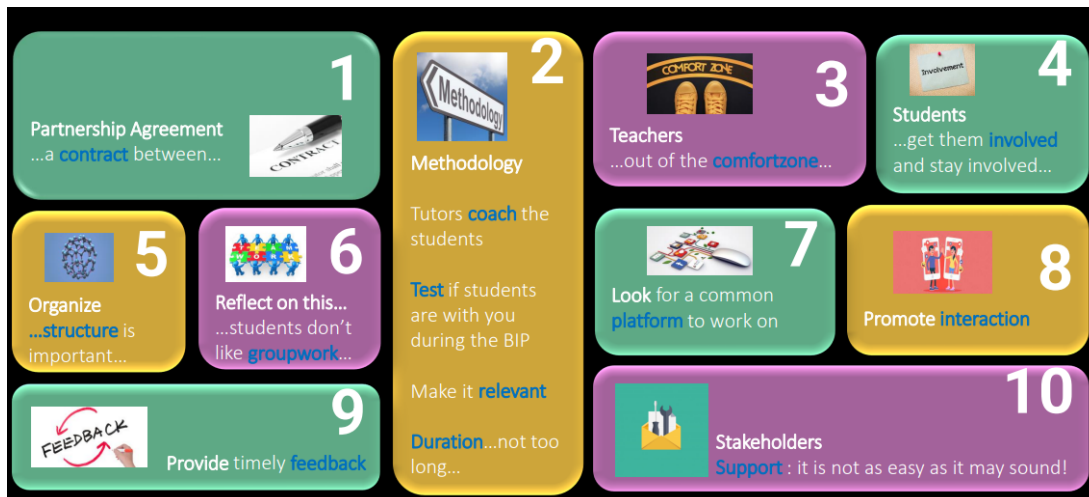 1
Partnership Agreement
...a contract between...
CONTRACT
2
Methodology
Methodology
Tutors coach the
students
Test if students
are with you
during the BIP
Make it relevant
Duration...not too
long...
3
COMFORT ZONE
Teachers
...out of the comfortzone...
4
Involvement
Students
...get them involved
and stay involved...
5
Organize
...structure is
important...
6
TEAM
WORK
Reflect on this...
...students don't
like groupwork...
7
Look for a common
platform to work on
8
Promote interaction
9
FEEDBACK
Provide timely feedback
10
Stakeholders
Support : it is not as easy as it may sound!